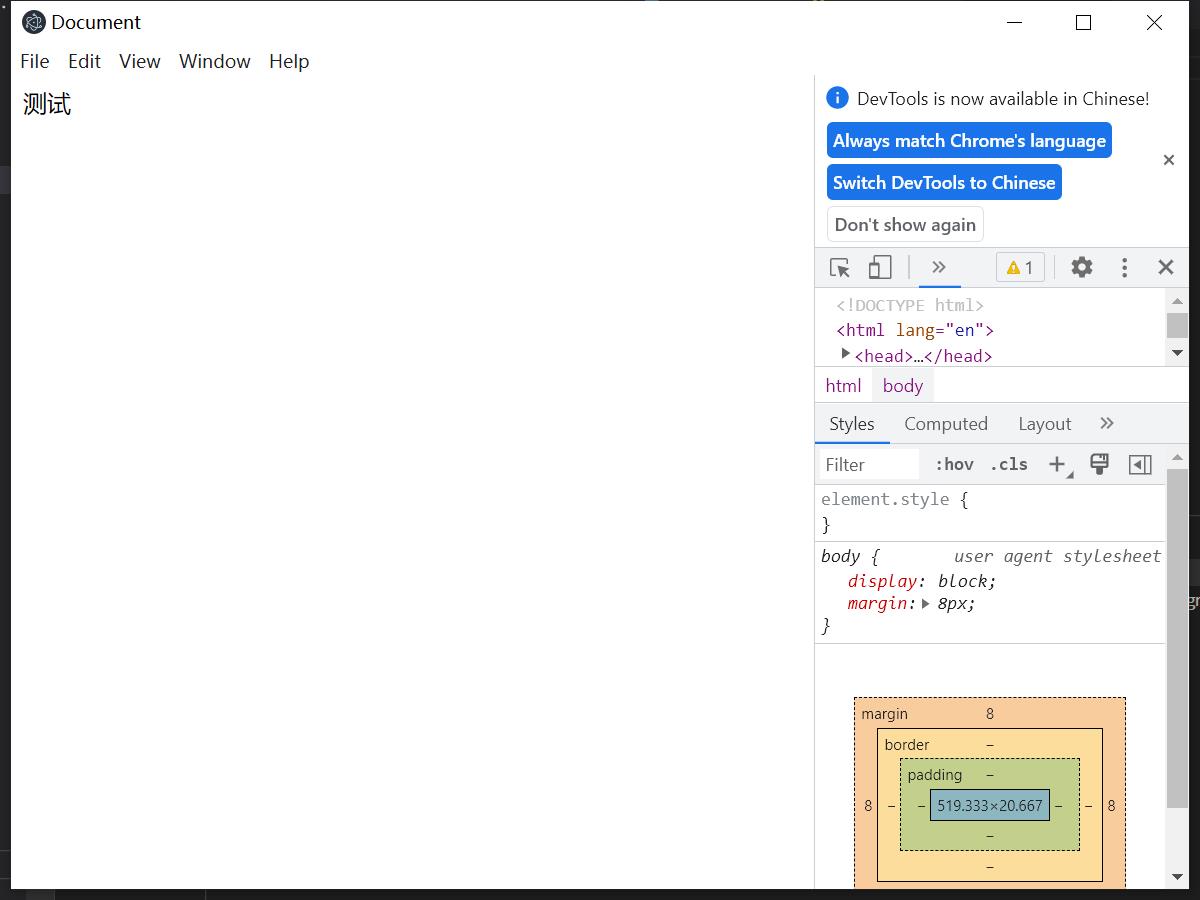 Document
File Edit View Window Help
测试
DevTools is now available in Chinese!
Always match Chrome's language
Switch DevTools to Chinese
Don't show again
1
<!DOCTYPE html>
<html lang="en">
<head>…</head>
html body
Styles Computed Layout
Filter :hov .cls
element.style {
}
body { user agent stylesheet
display: block;
margin: 8px;
}
margin 8
border –
padding –
8 – – 519.333×20.667 – – 8
–
–